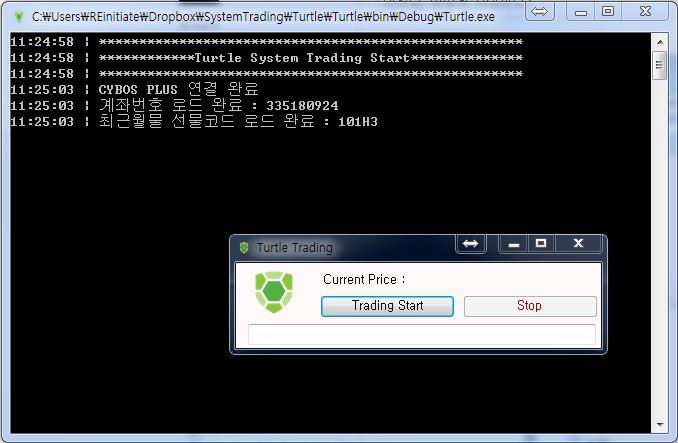 C:₩Users₩REinitiate₩Dropbox₩SystemTrading₩Turtle₩Turtle₩bin₩Debug₩Turtle.exe
11:24:58 | *****************************************************
11:24:58 | ************Turtle System Trading Start**************
11:24:58 | *****************************************************
11:25:03 | CYBOS PLUS 연결 완료
11:25:03 | 계좌번호 로드 완료 : 335180924
11:25:03 | 최근월물 선물코드 로드 완료 : 101H3
Turtle Trading
Current Price :
Trading Start
Stop